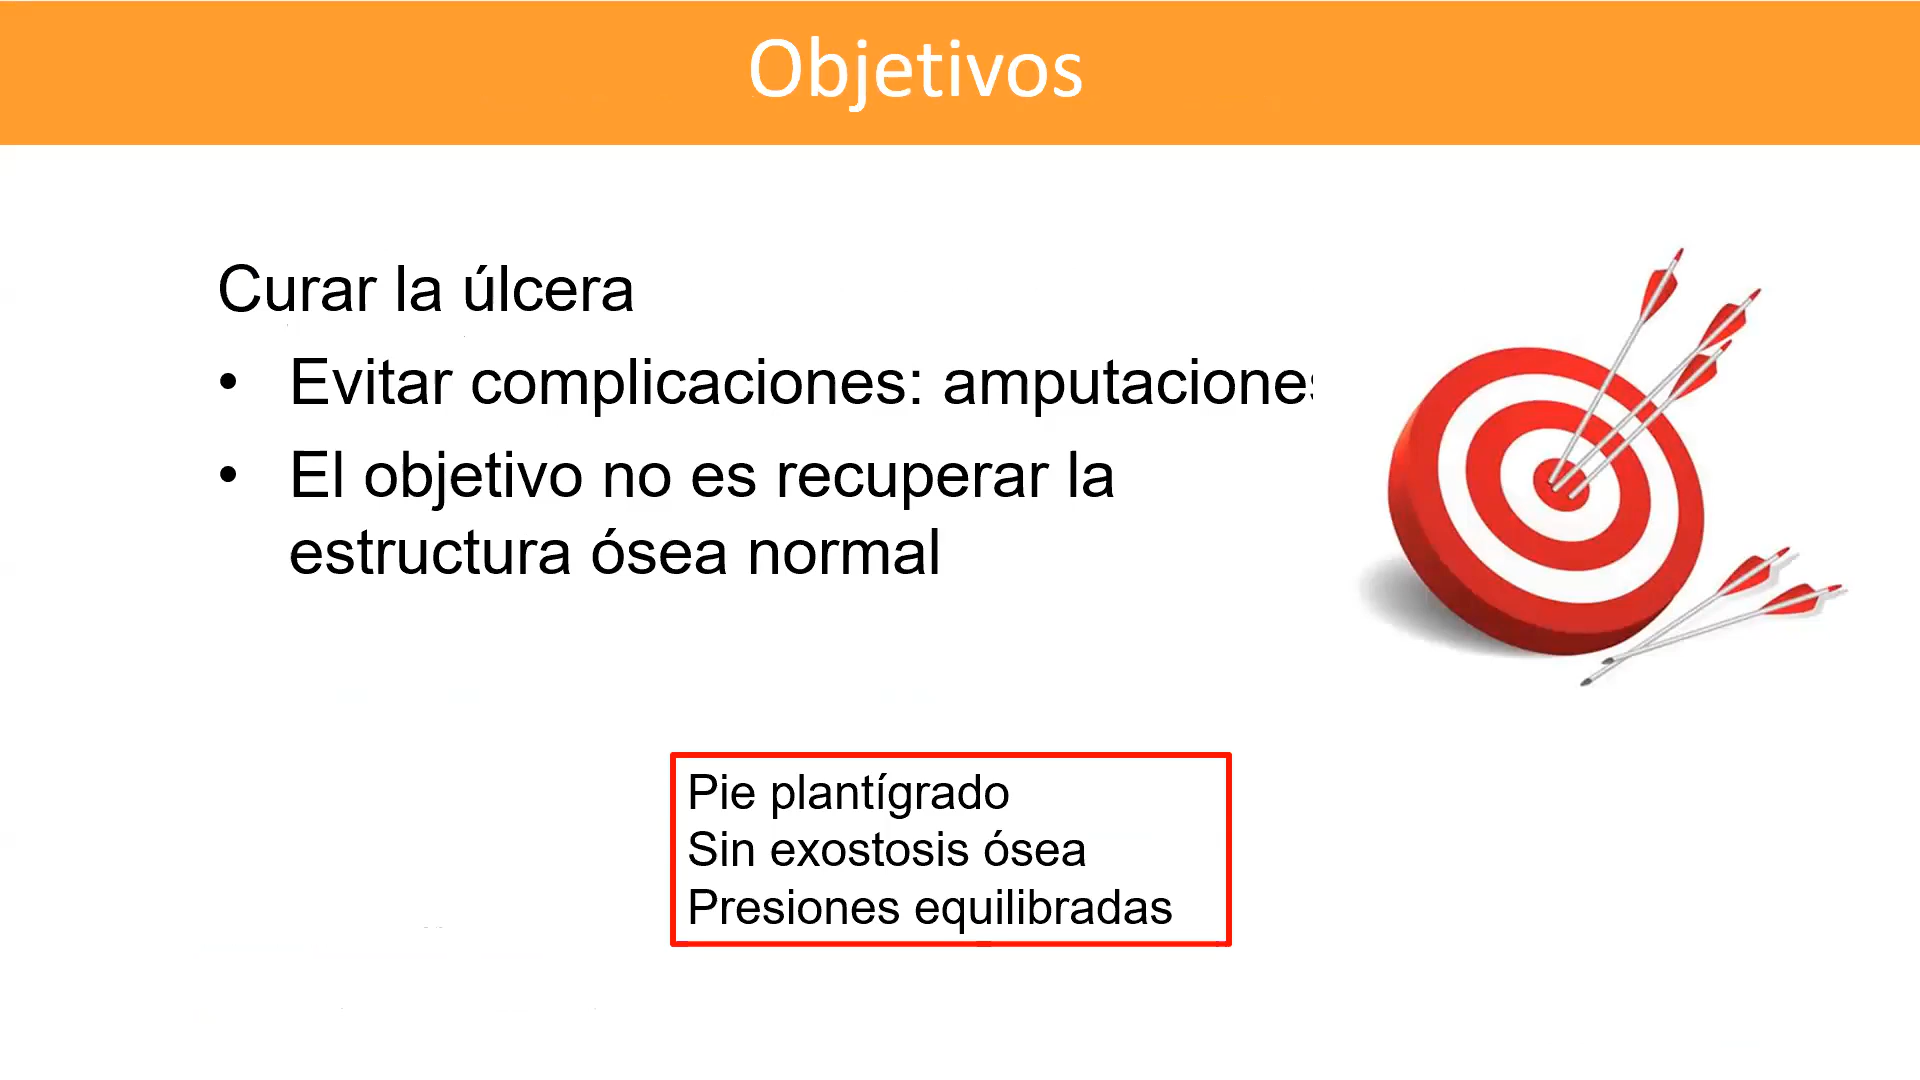 Objetivos
Curar la úlcera
• Evitar complicaciones: amputaciones
• El objetivo no es recuperar la
estructura ósea normal
Pie plantígrado
Sin exostosis ósea
Presiones equilibradas